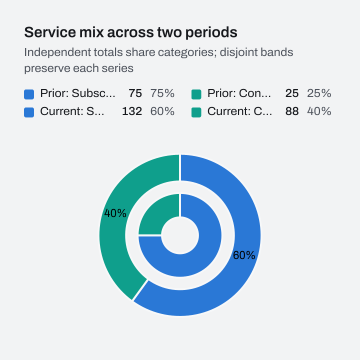 Service mix across two periods
Independent totals share categories; disjoint bands
preserve each series
Prior: Subsc... 75 75% Prior: Con... 25 25%
Current: S... 132 60% Current: C... 88 40%
40%
60%